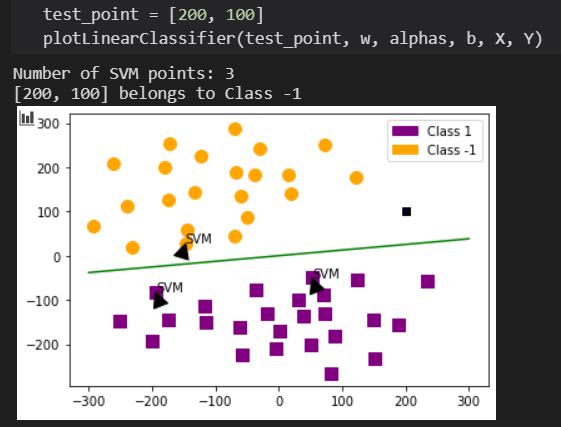 test_point = [200, 100]
plotLinearClassifier(test_point, w, alphas, b, X, Y)
Number of SVM points: 3
[200, 100] belongs to Class -1
Class 1
Class -1
300
200
100
0
−100
−200
SVM
SVM
SVM
−300
−200
−100
0
100
200
300